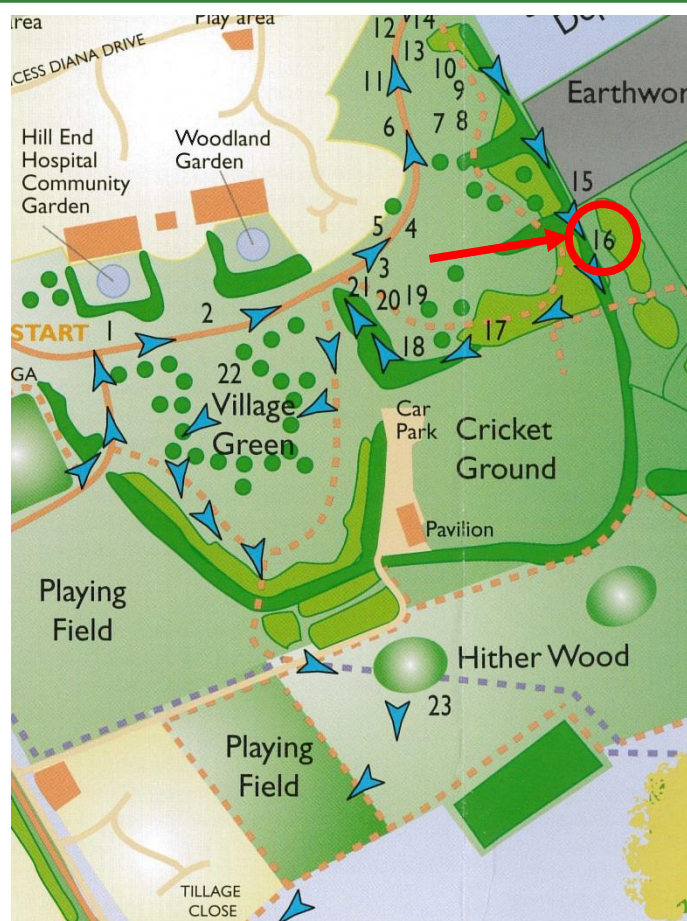 Play area
CESS DIANA DRIVE
12
14
13
11
10
9
6
7
8
Earthwor
Hill End
Hospital
Community
Garden
Woodland
Garden
15
16
5
4
3
START
1
2
21
20
19
17
18
GA
22
Village
Green
Car
Park
Cricket
Ground
Pavilion
Playing
Field
Hither Wood
23
Playing
Field
TILLAGE
CLOSE